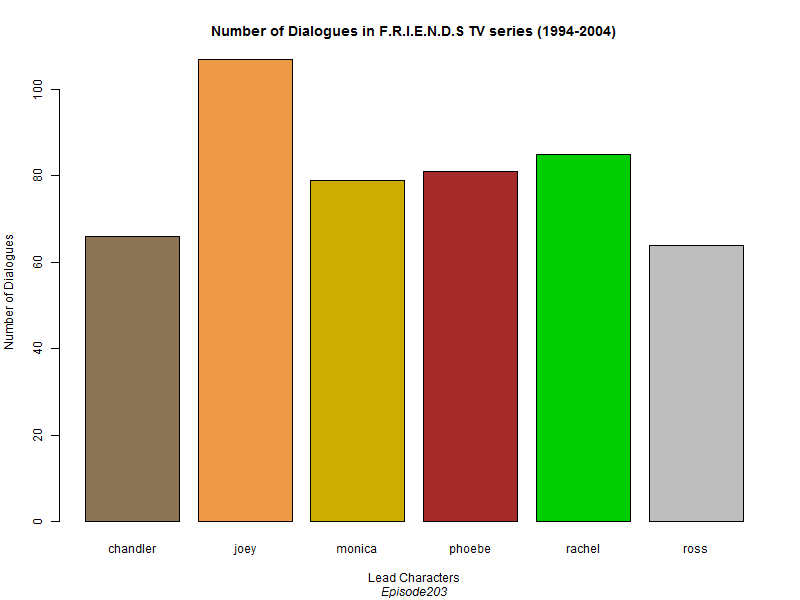 Number of Dialogues in F.R.I.E.N.D.S TV series (1994-2004)
Number of Dialogues
100
80
60
40
20
0
chandler joey monica phoebe rachel ross
Lead Characters
Episode203